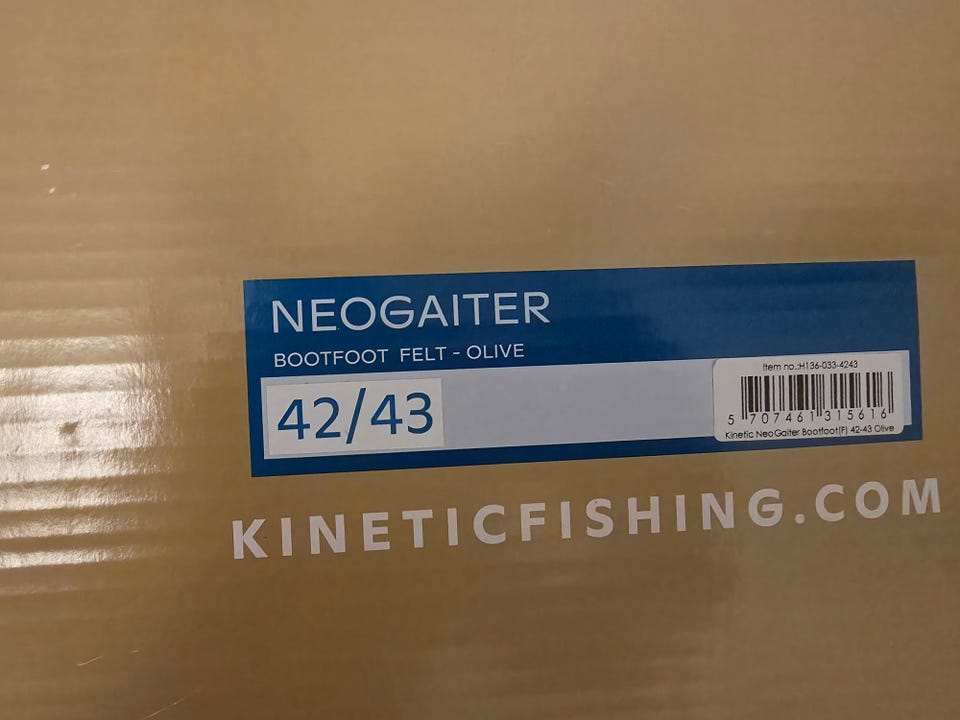 NEOGAITER
BOOTFOOT FELT - OLIVE
42/43
Item no.:H136-033-4243
5 707461 315616
Kinetic NeoGaiter Bootfoot(F) 42-43 Olive
KINETICFISHING.COM